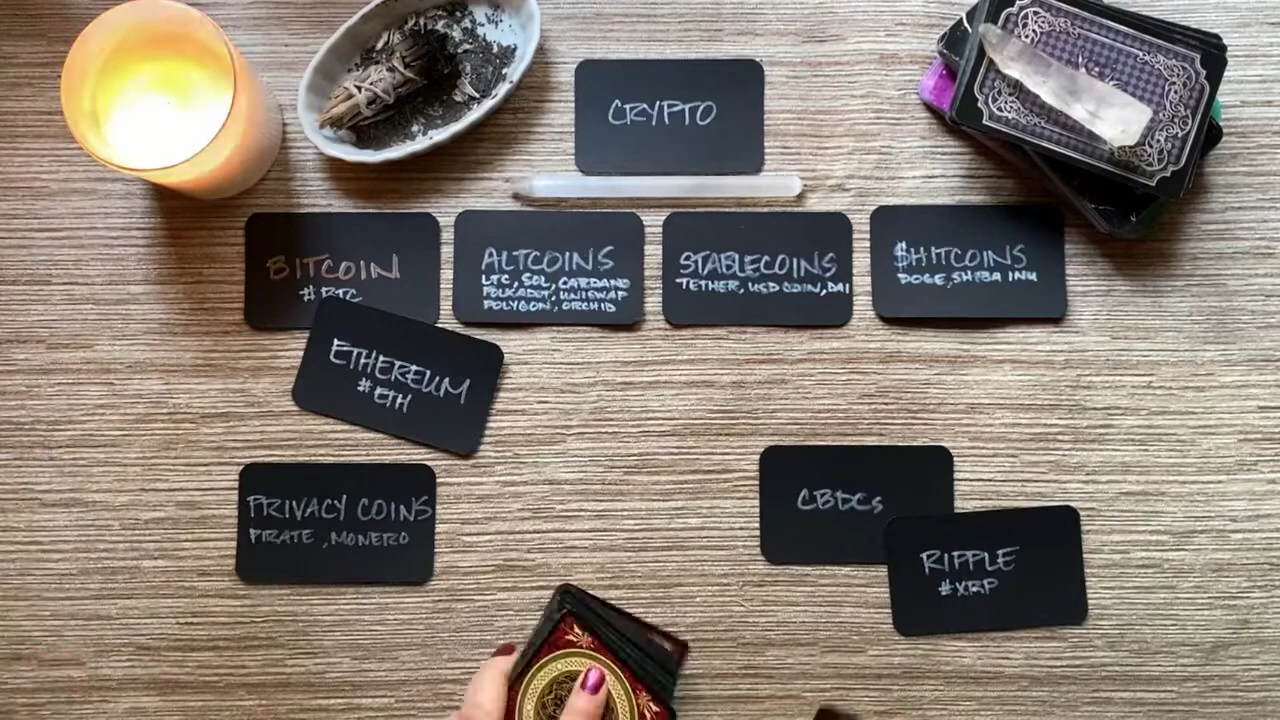 CRYPTO
BITCOIN
#BTC
ALTCOINS
LTC, SOL, CARDANO
POLKADOT, UNISWAP
POLYGON, ORCHID
STABLECOINS
TETHER, USD COIN, DAI
$HITCOINS
DOGE, SHIBA INU
ETHEREUM
#ETH
PRIVACY COINS
PIRATE, MONERO
CBDCs
RIPPLE
#XRP